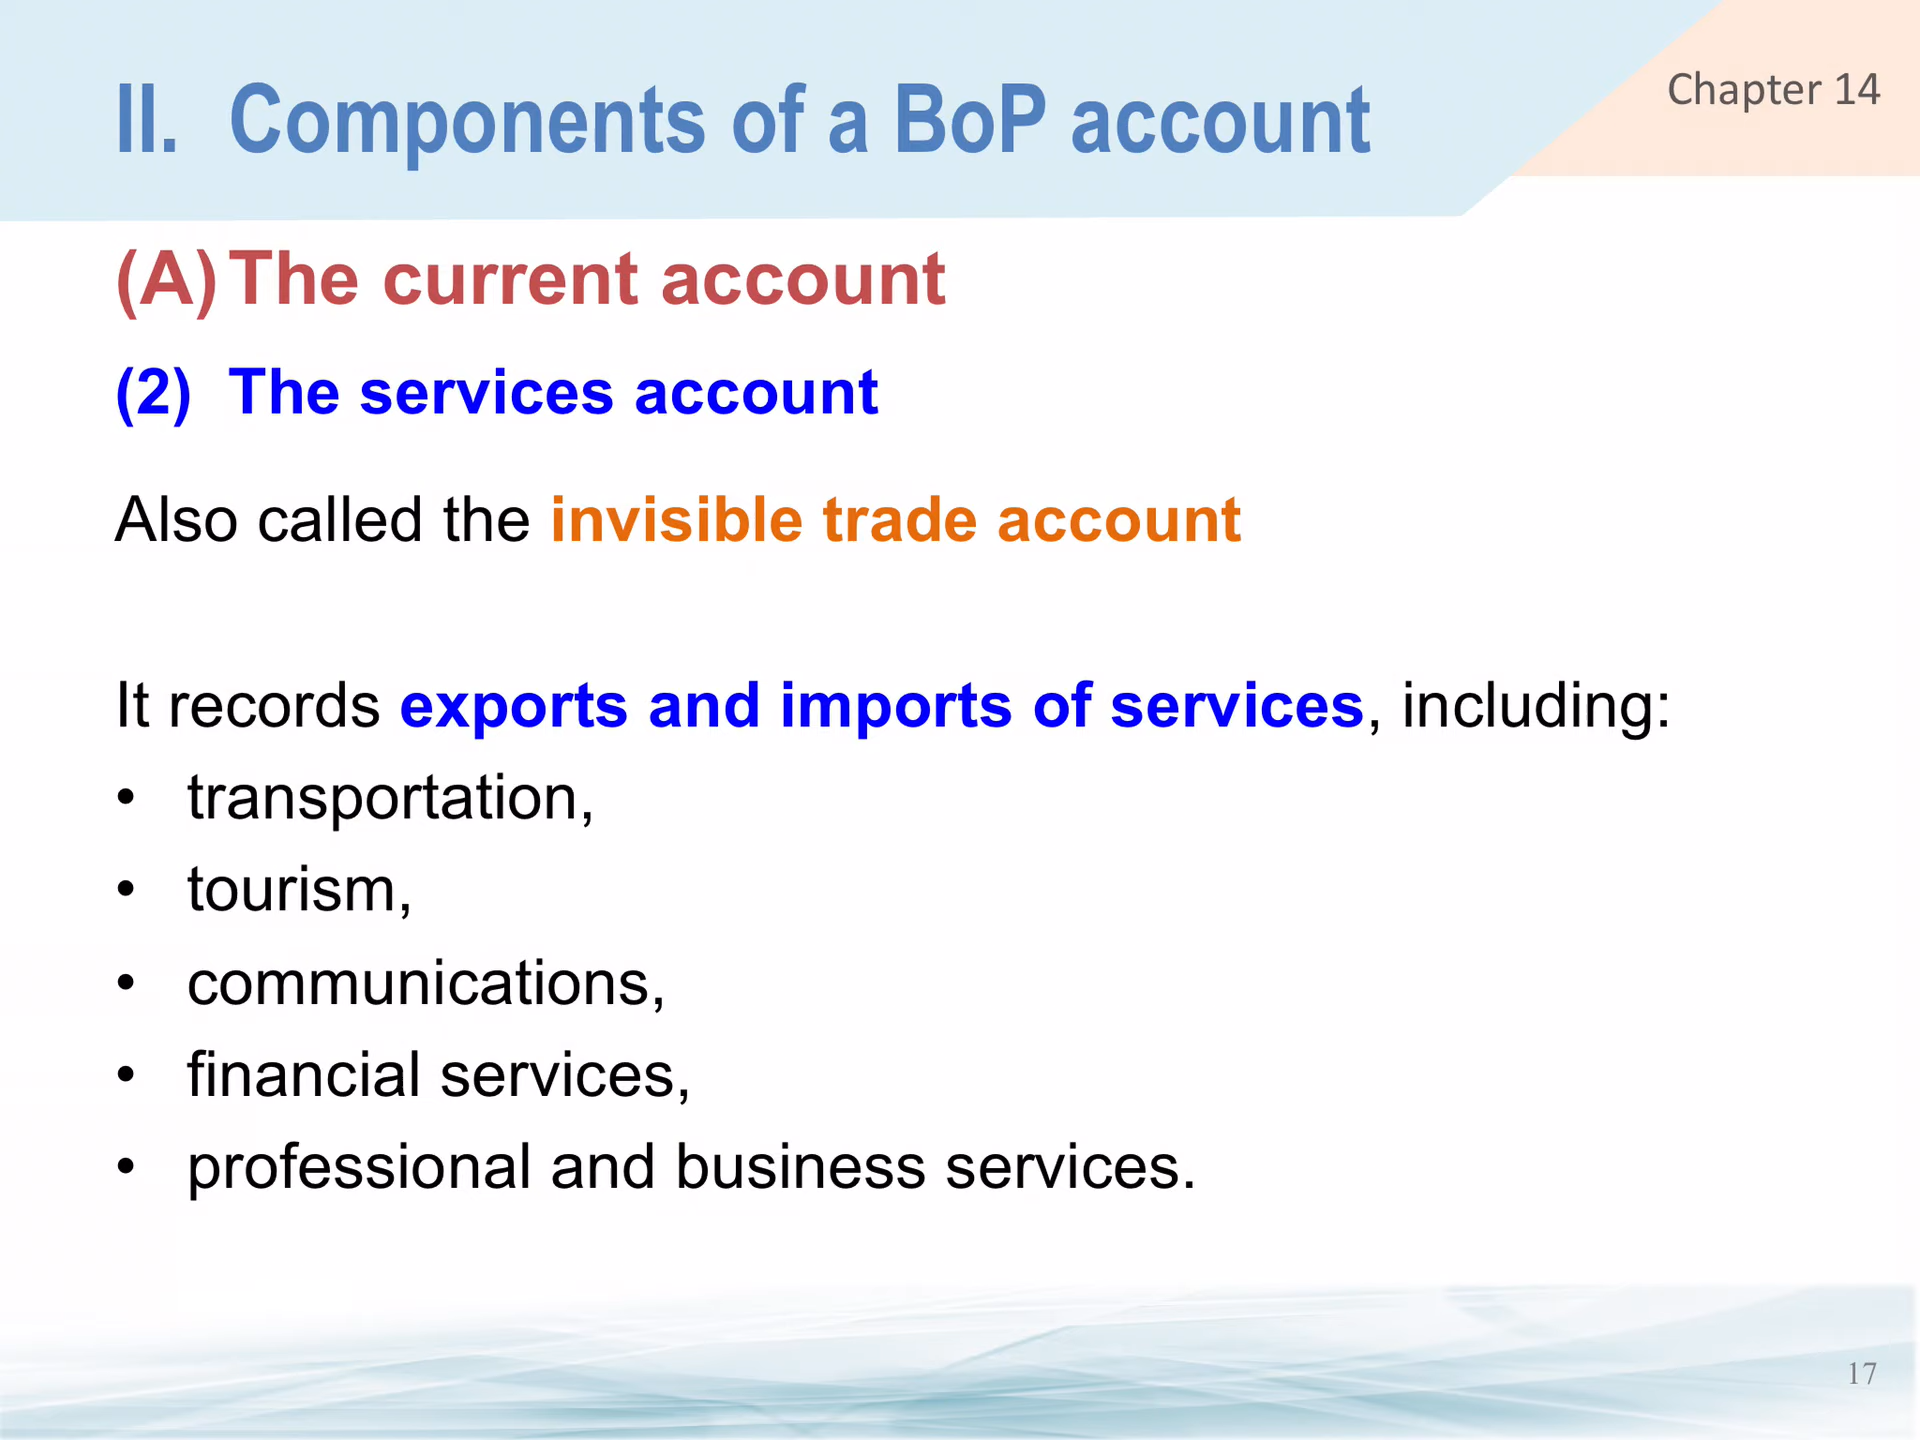 II. Components of a BoP account
Chapter 14
(A) The current account
(2) The services account
Also called the invisible trade account
It records exports and imports of services, including:
• transportation,
• tourism,
• communications,
• financial services,
• professional and business services.
17